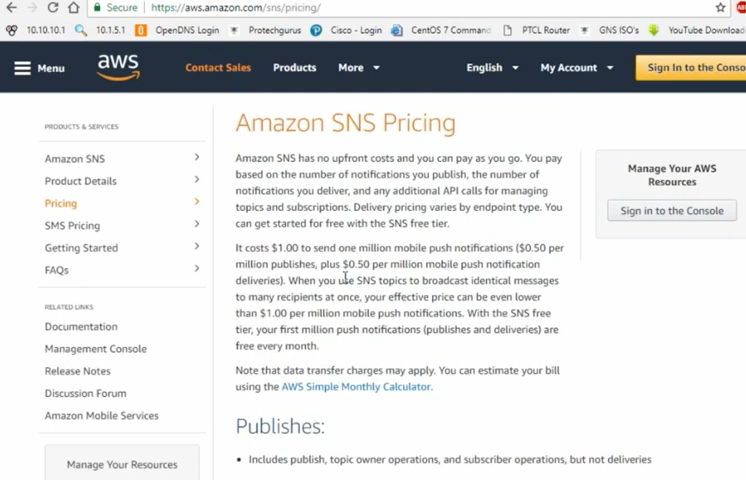 Secure https://aws.amazon.com/sns/pricing/
10.10.10.1 10.1.5.1 OpenDNS Login Protechgurus Cisco - Login CentOS 7 Command PTCL Router GNS ISO's YouTube Download
Menu aws Contact Sales Products More English My Account Sign In to the Conso
PRODUCTS & SERVICES
Amazon SNS
Product Details
Pricing
SMS Pricing
Getting Started
FAQs
RELATED LINKS
Documentation
Management Console
Release Notes
Discussion Forum
Amazon Mobile Services
Manage Your Resources
Amazon SNS Pricing
Amazon SNS has no upfront costs and you can pay as you go. You pay
based on the number of notifications you publish, the number of
notifications you deliver, and any additional API calls for managing
topics and subscriptions. Delivery pricing varies by endpoint type. You
can get started for free with the SNS free tier.
It costs $1.00 to send one million mobile push notifications ($0.50 per
million publishes, plus $0.50 per million mobile push notification
deliveries). When you use SNS topics to broadcast identical messages
to many recipients at once, your effective price can be even lower
than $1.00 per million mobile push notifications. With the SNS free
tier, your first million push notifications (publishes and deliveries) are
free every month.
Note that data transfer charges may apply. You can estimate your bill
using the AWS Simple Monthly Calculator.
Publishes:
• Includes publish, topic owner operations, and subscriber operations, but not deliveries
Manage Your AWS
Resources
Sign in to the Console